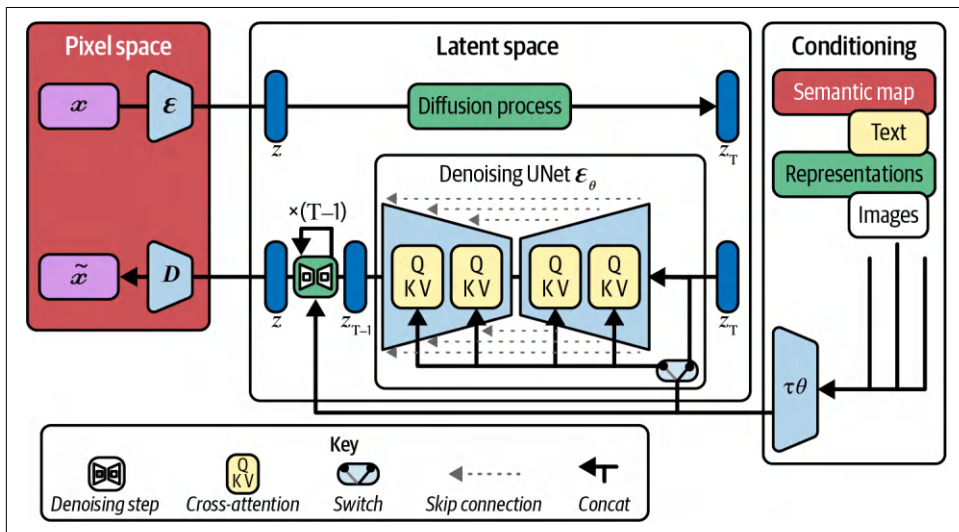 Pixel space
Latent space
Conditioning
x
ε
z
Diffusion process
z_T
Semantic map
Text
Representations
Images
Denoising UNet ε_θ
×(T–1)
x̃
D
z
z_T–1
Q
KV
Q
KV
Q
KV
Q
KV
z_T
τθ
Key
Q
KV
Denoising step
Cross-attention
Switch
Skip connection
Concat